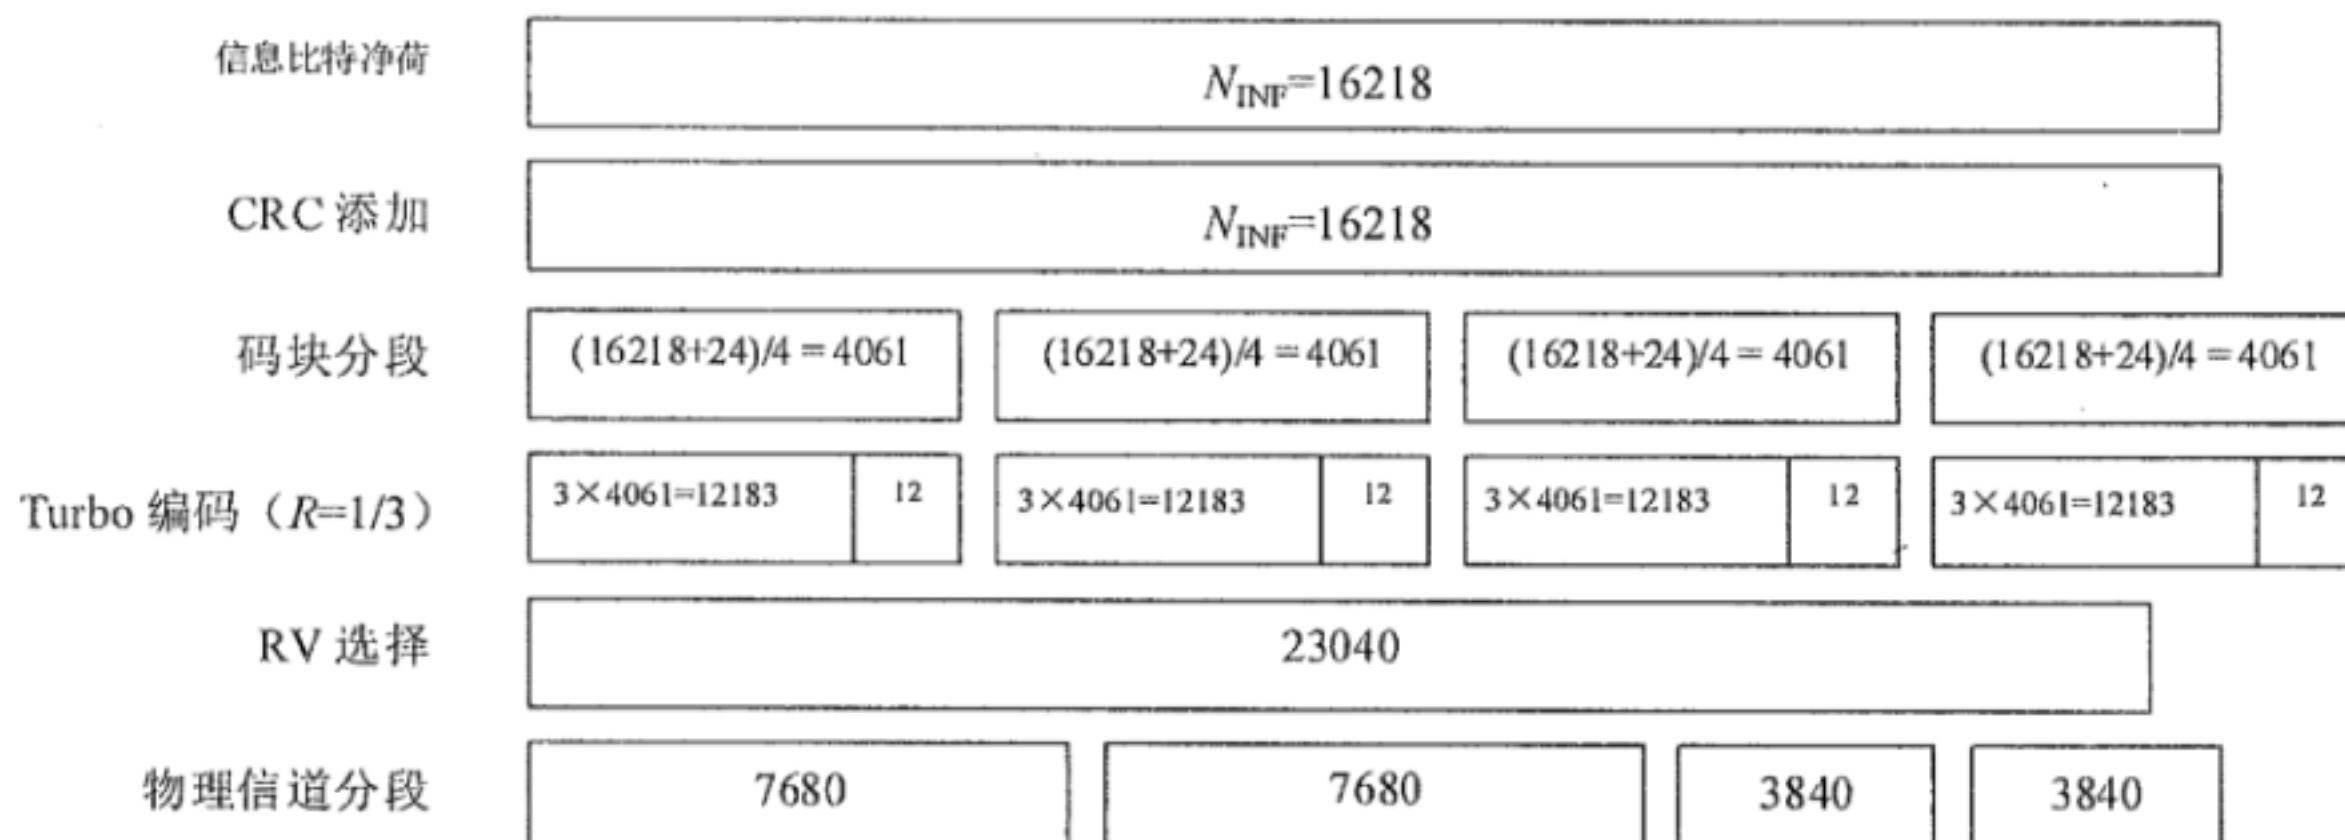 信息比特净荷
N_INF=16218
CRC 添加
N_INF=16218
码块分段
(16218+24)/4 = 4061
(16218+24)/4 = 4061
(16218+24)/4 = 4061
(16218+24)/4 = 4061
Turbo 编码（R=1/3）
3×4061=12183
12
3×4061=12183
12
3×4061=12183
12
3×4061=12183
12
RV 选择
23040
物理信道分段
7680
7680
3840
3840